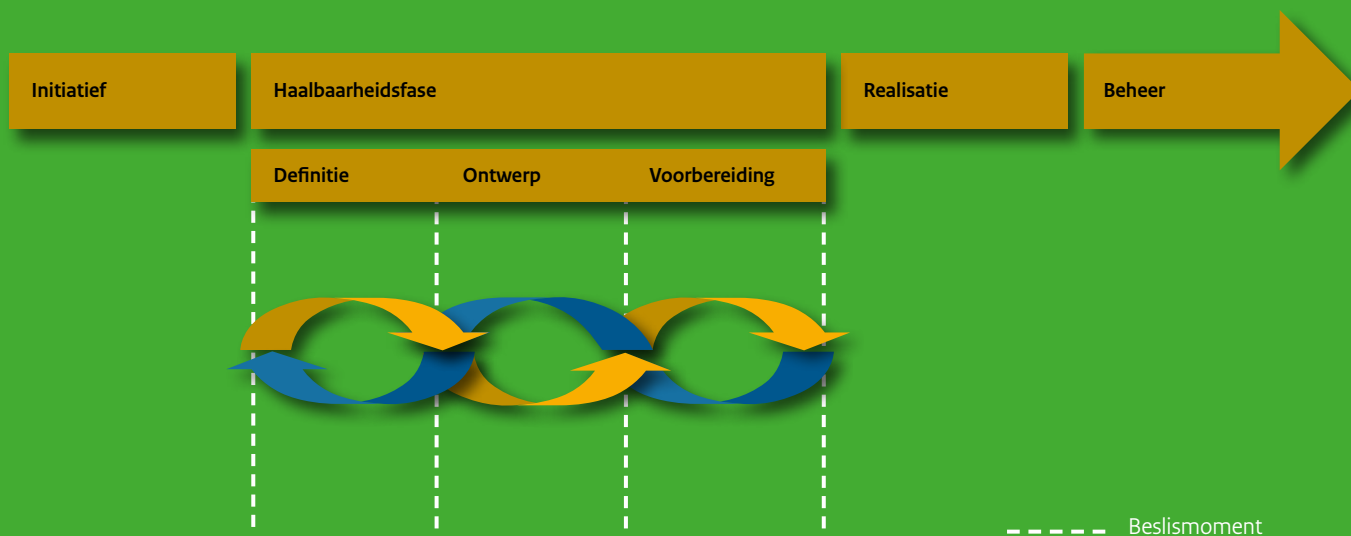 Initiatief
Haalbaarheidsfase
Realisatie
Beheer
Definitie
Ontwerp
Voorbereiding
Beslismoment